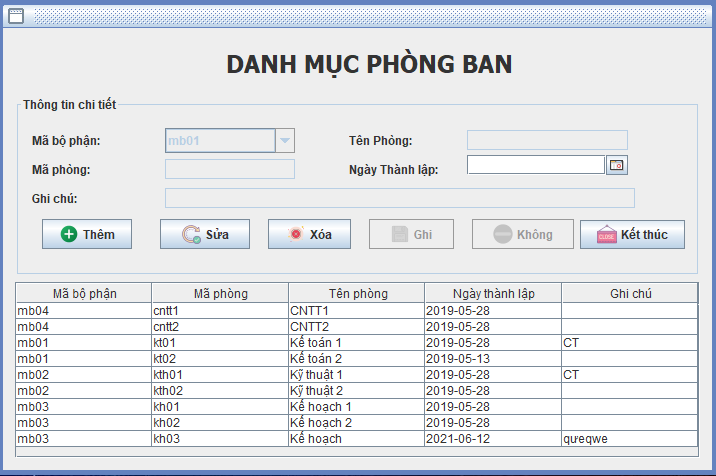 DANH MỤC PHÒNG BAN
Thông tin chi tiết
Mã bộ phận: mb01 Tên Phòng:
Mã phòng: Ngày Thành lập:
Ghi chú:
Thêm Sửa Xóa Ghi Không CLOSE Kết thúc
Mã bộ phận Mã phòng Tên phòng Ngày thành lập Ghi chú
mb04 cntt1 CNTT1 2019-05-28
mb04 cntt2 CNTT2 2019-05-28
mb01 kt01 Kế toán 1 2019-05-28 CT
mb01 kt02 Kế toán 2 2019-05-13
mb02 kth01 Kỹ thuật 1 2019-05-28 CT
mb02 kth02 Kỹ thuật 2 2019-05-28
mb03 kh01 Kế hoạch 1 2019-05-28
mb03 kh02 Kế hoạch 2 2019-05-28
mb03 kh03 Kế hoạch 2021-06-12 qưeqwe